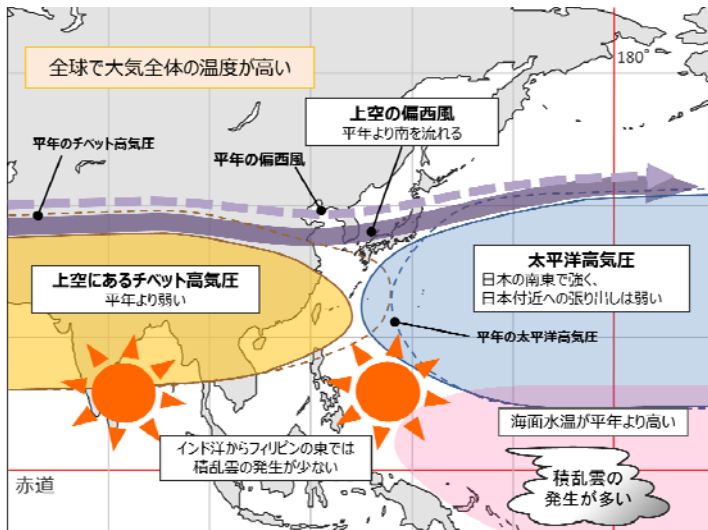 全球で大気全体の温度が高い
180°
上空の偏西風
平年より南を流れる
平年のチベット高気圧
平年の偏西風
太平洋高気圧
日本の南東で強く、
日本付近への張り出しは弱い
上空にあるチベット高気圧
平年より弱い
平年の太平洋高気圧
海面水温が平年より高い
インド洋からフィリピンの東では
積乱雲の発生が少ない
積乱雲の
発生が多い
赤道